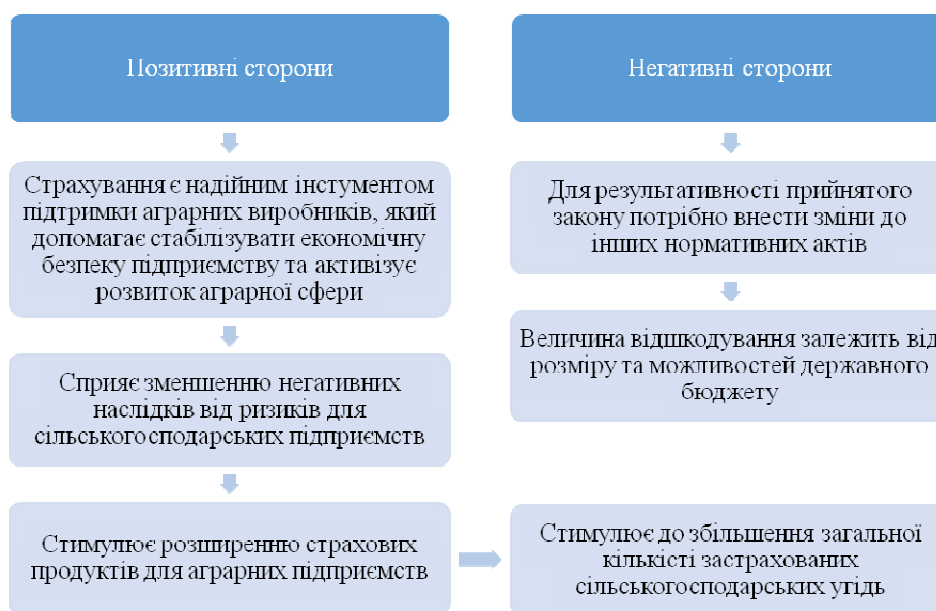 Позитивні сторони
Страхування є надійним інстументом
підтримки аграрних виробників, який
допомагає стабілізувати економічну
безпеку підприємству та активізує
розвиток аграрної сфери
Сприяє зменшенню негативних
наслідків від ризиків для
сільськогосподарських підприємств
Стимулює розширенню страхових
продуктів для аграрних підприємств
Негативні сторони
Для результативності прийнятого
закону потрібно внести зміни до
інших нормативних актів
Величина відшкодування залежить від
розміру та можливостей державного
бюджету
Стимулює до збільшення загальної
кількісті застрахованих
сільськогосподарських угідь